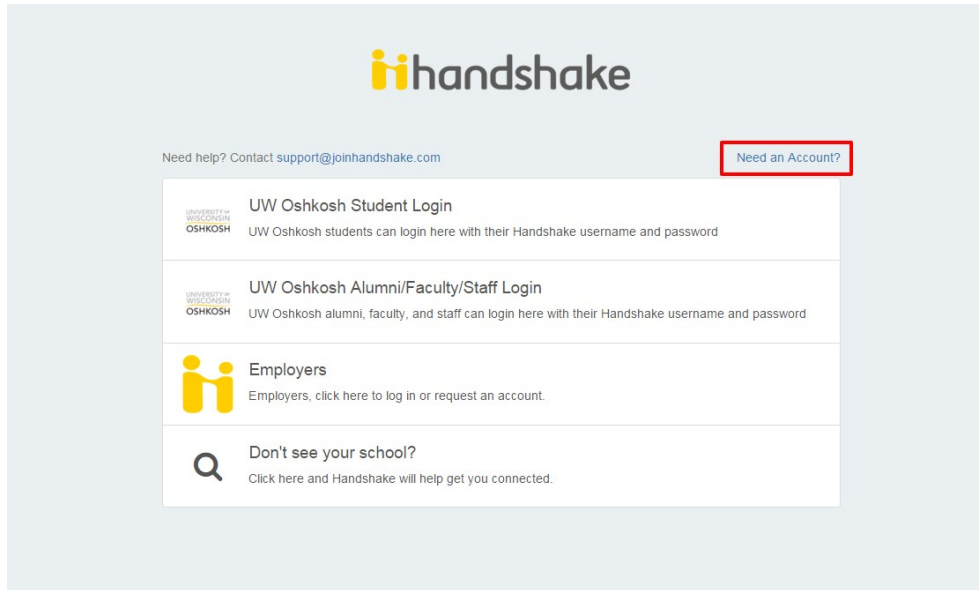 handshake
Need help? Contact support@joinhandshake.com
Need an Account?
UNIVERSITY OF
WISCONSIN
OSHKOSH
UW Oshkosh Student Login
UW Oshkosh students can login here with their Handshake username and password
UNIVERSITY OF
WISCONSIN
OSHKOSH
UW Oshkosh Alumni/Faculty/Staff Login
UW Oshkosh alumni, faculty, and staff can login here with their Handshake username and password
Employers
Employers, click here to log in or request an account.
Don't see your school?
Click here and Handshake will help get you connected.